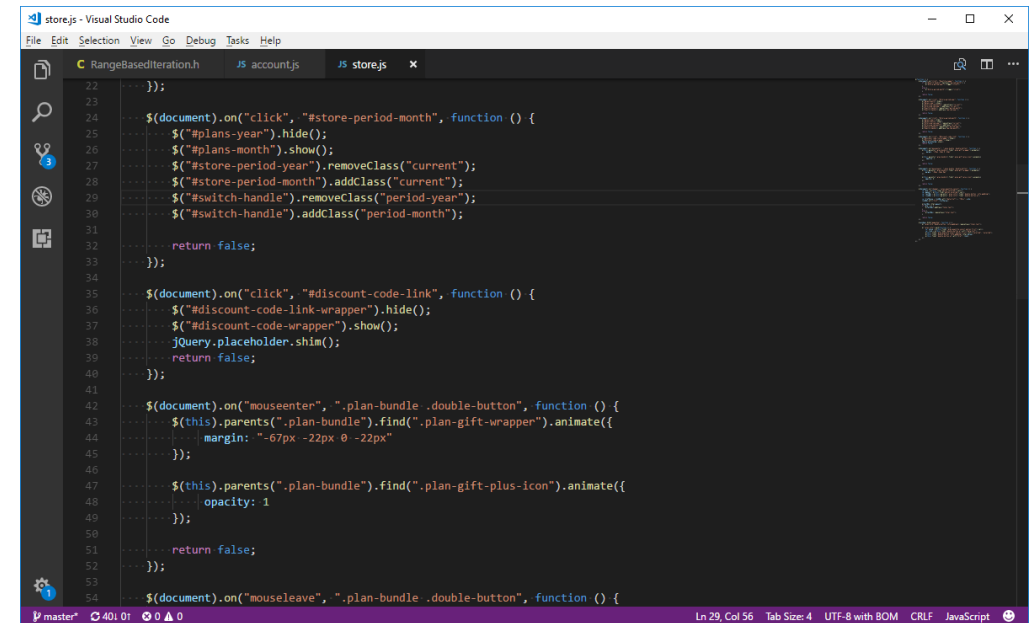 store.js - Visual Studio Code
File Edit Selection View Go Debug Tasks Help
C RangeBasedIteration.h JS account.js JS store.js ×
22 });
23
24 $(document).on("click", "#store-period-month", function () {
25 $("#plans-year").hide();
26 $("#plans-month").show();
27 $("#store-period-year").removeClass("current");
28 $("#store-period-month").addClass("current");
29 $("#switch-handle").removeClass("period-year");
30 $("#switch-handle").addClass("period-month");
31
32 return false;
33 });
34
35 $(document).on("click", "#discount-code-link", function () {
36 $("#discount-code-link-wrapper").hide();
37 $("#discount-code-wrapper").show();
38 jQuery.placeholder.shim();
39 return false;
40 });
41
42 $(document).on("mouseenter", ".plan-bundle .double-button", function () {
43 $(this).parents(".plan-bundle").find(".plan-gift-wrapper").animate({
44 margin: "-67px -22px 0 -22px"
45 });
46
47 $(this).parents(".plan-bundle").find(".plan-gift-plus-icon").animate({
48 opacity: 1
49 });
50
51 return false;
52 });
53
54 $(document).on("mouseleave", ".plan-bundle .double-button", function () {
3
1
master* 40↓ 0↑ 0 0 Ln 29, Col 56 Tab Size: 4 UTF-8 with BOM CRLF JavaScript